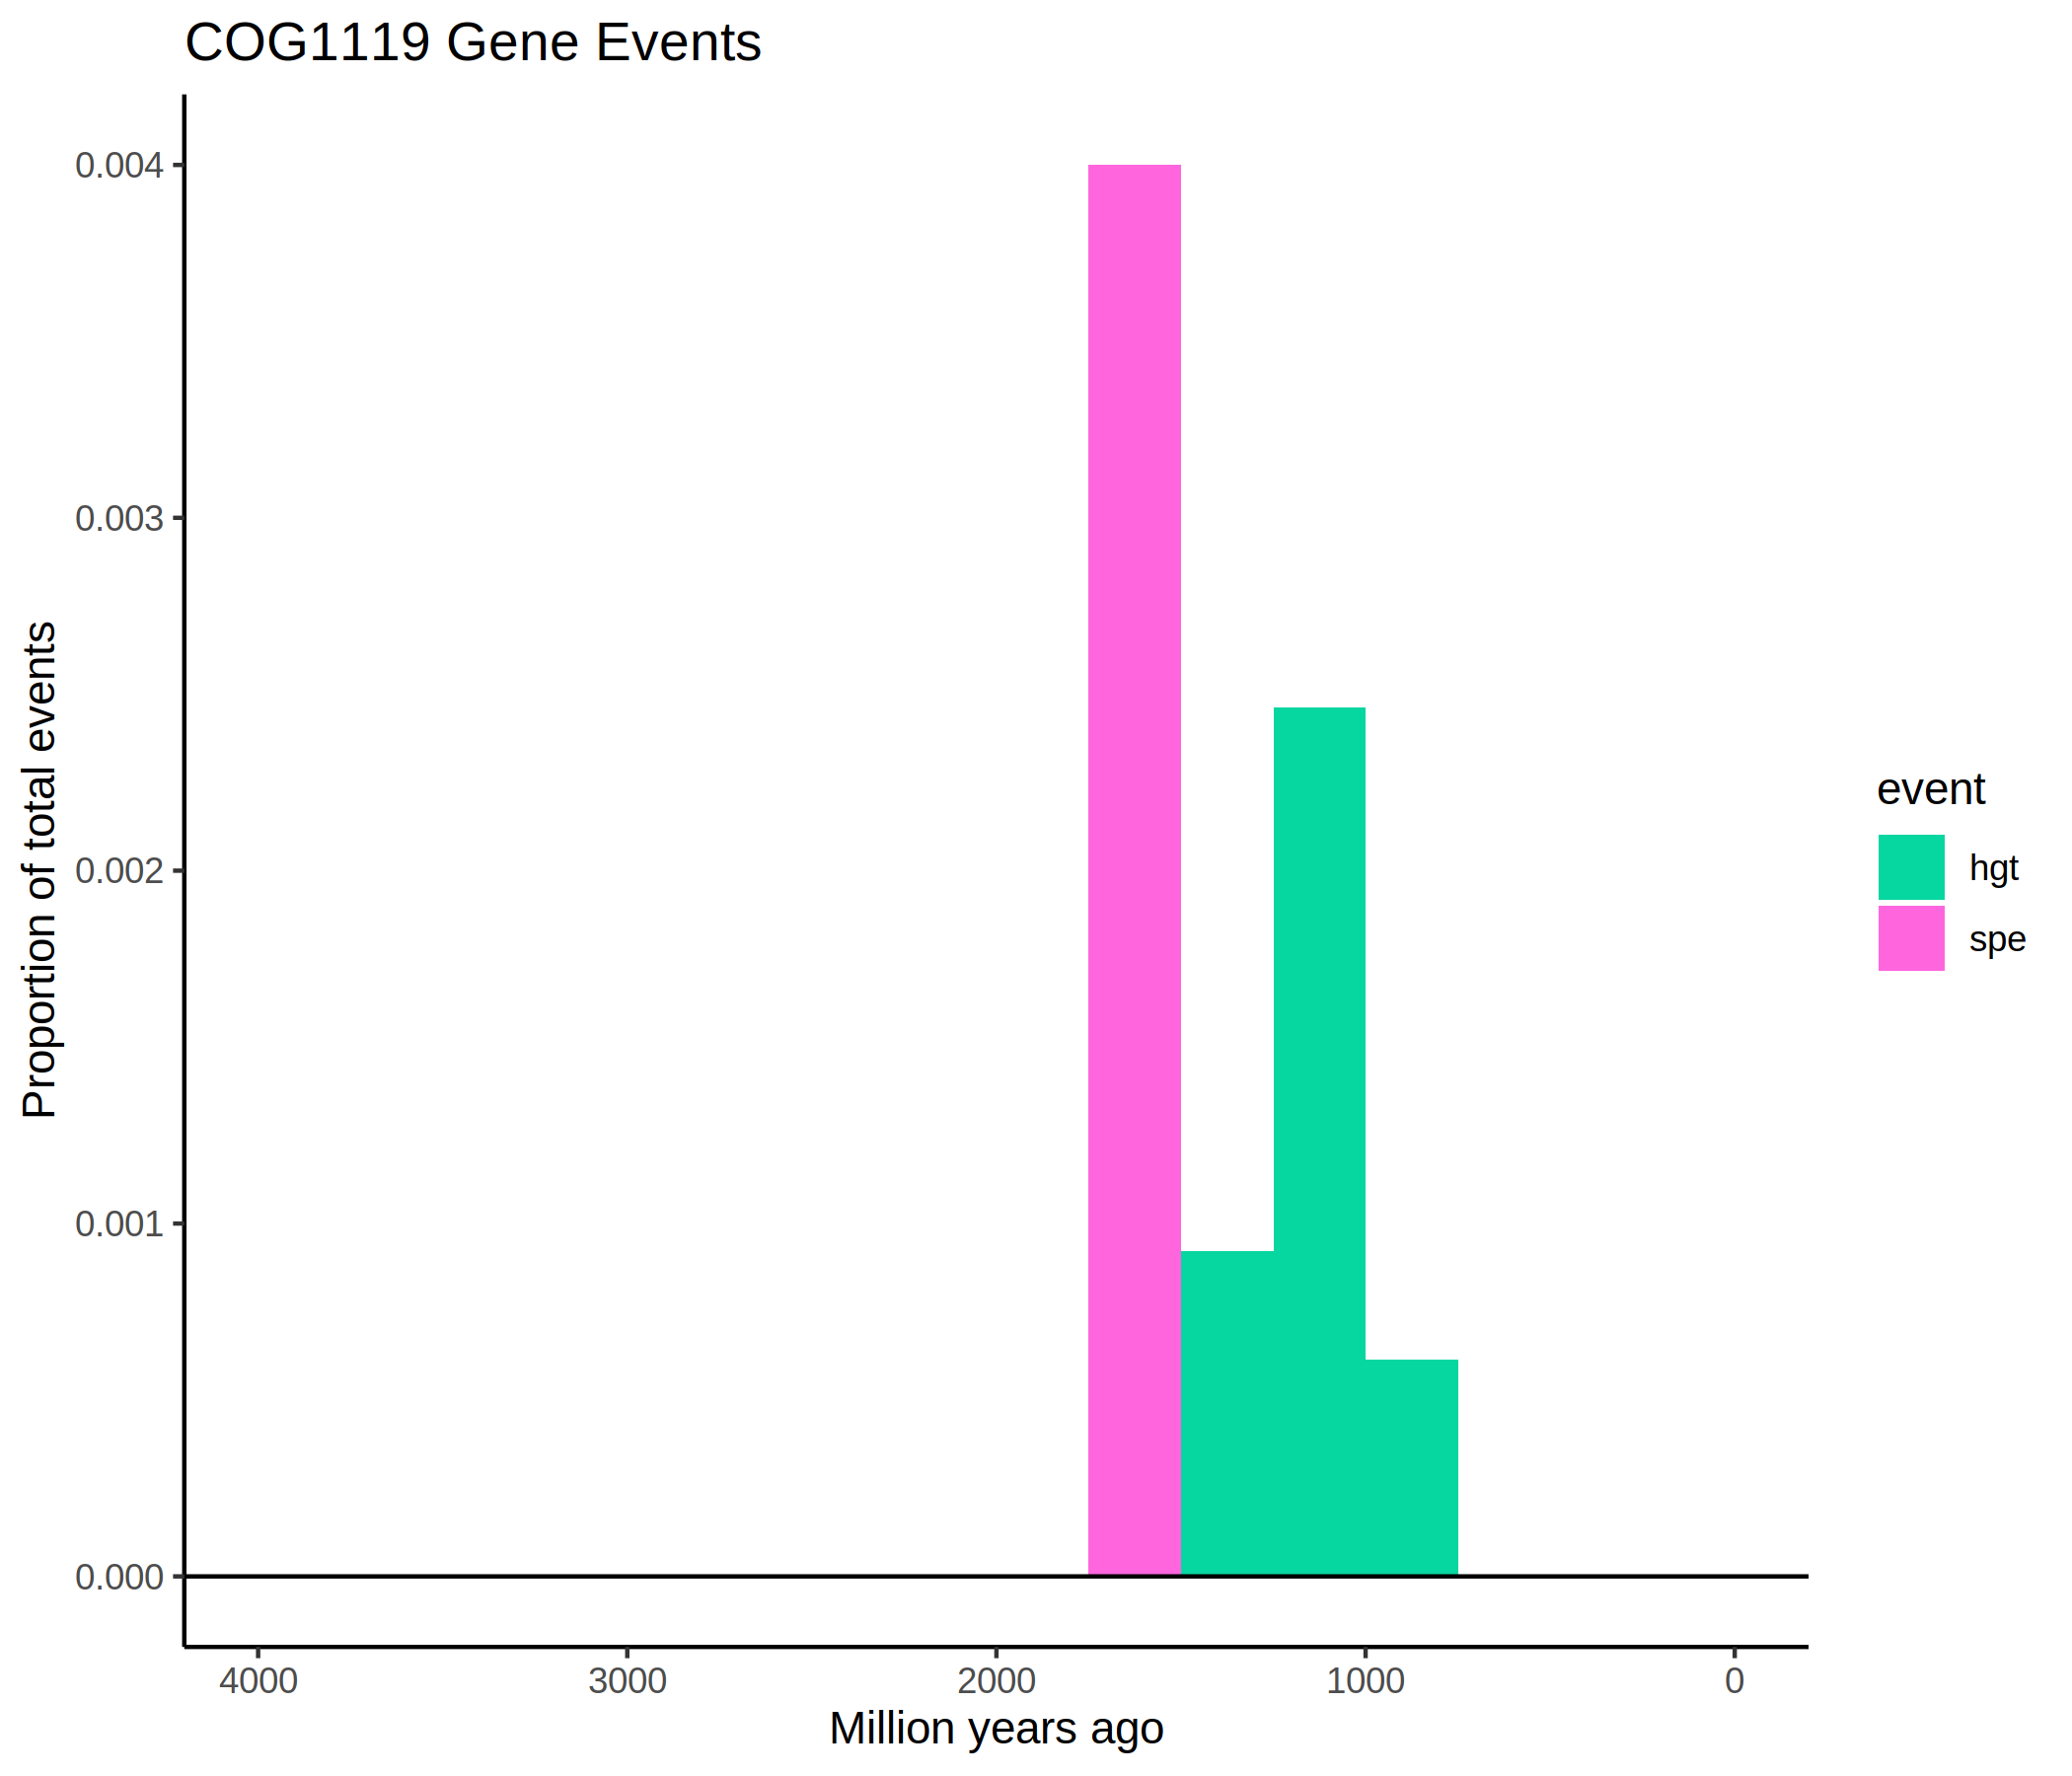 COG1119 Gene Events
Proportion of total events
0.004
0.003
0.002
0.001
0.000
4000 3000 2000 1000 0
Million years ago
event
hgt
spe